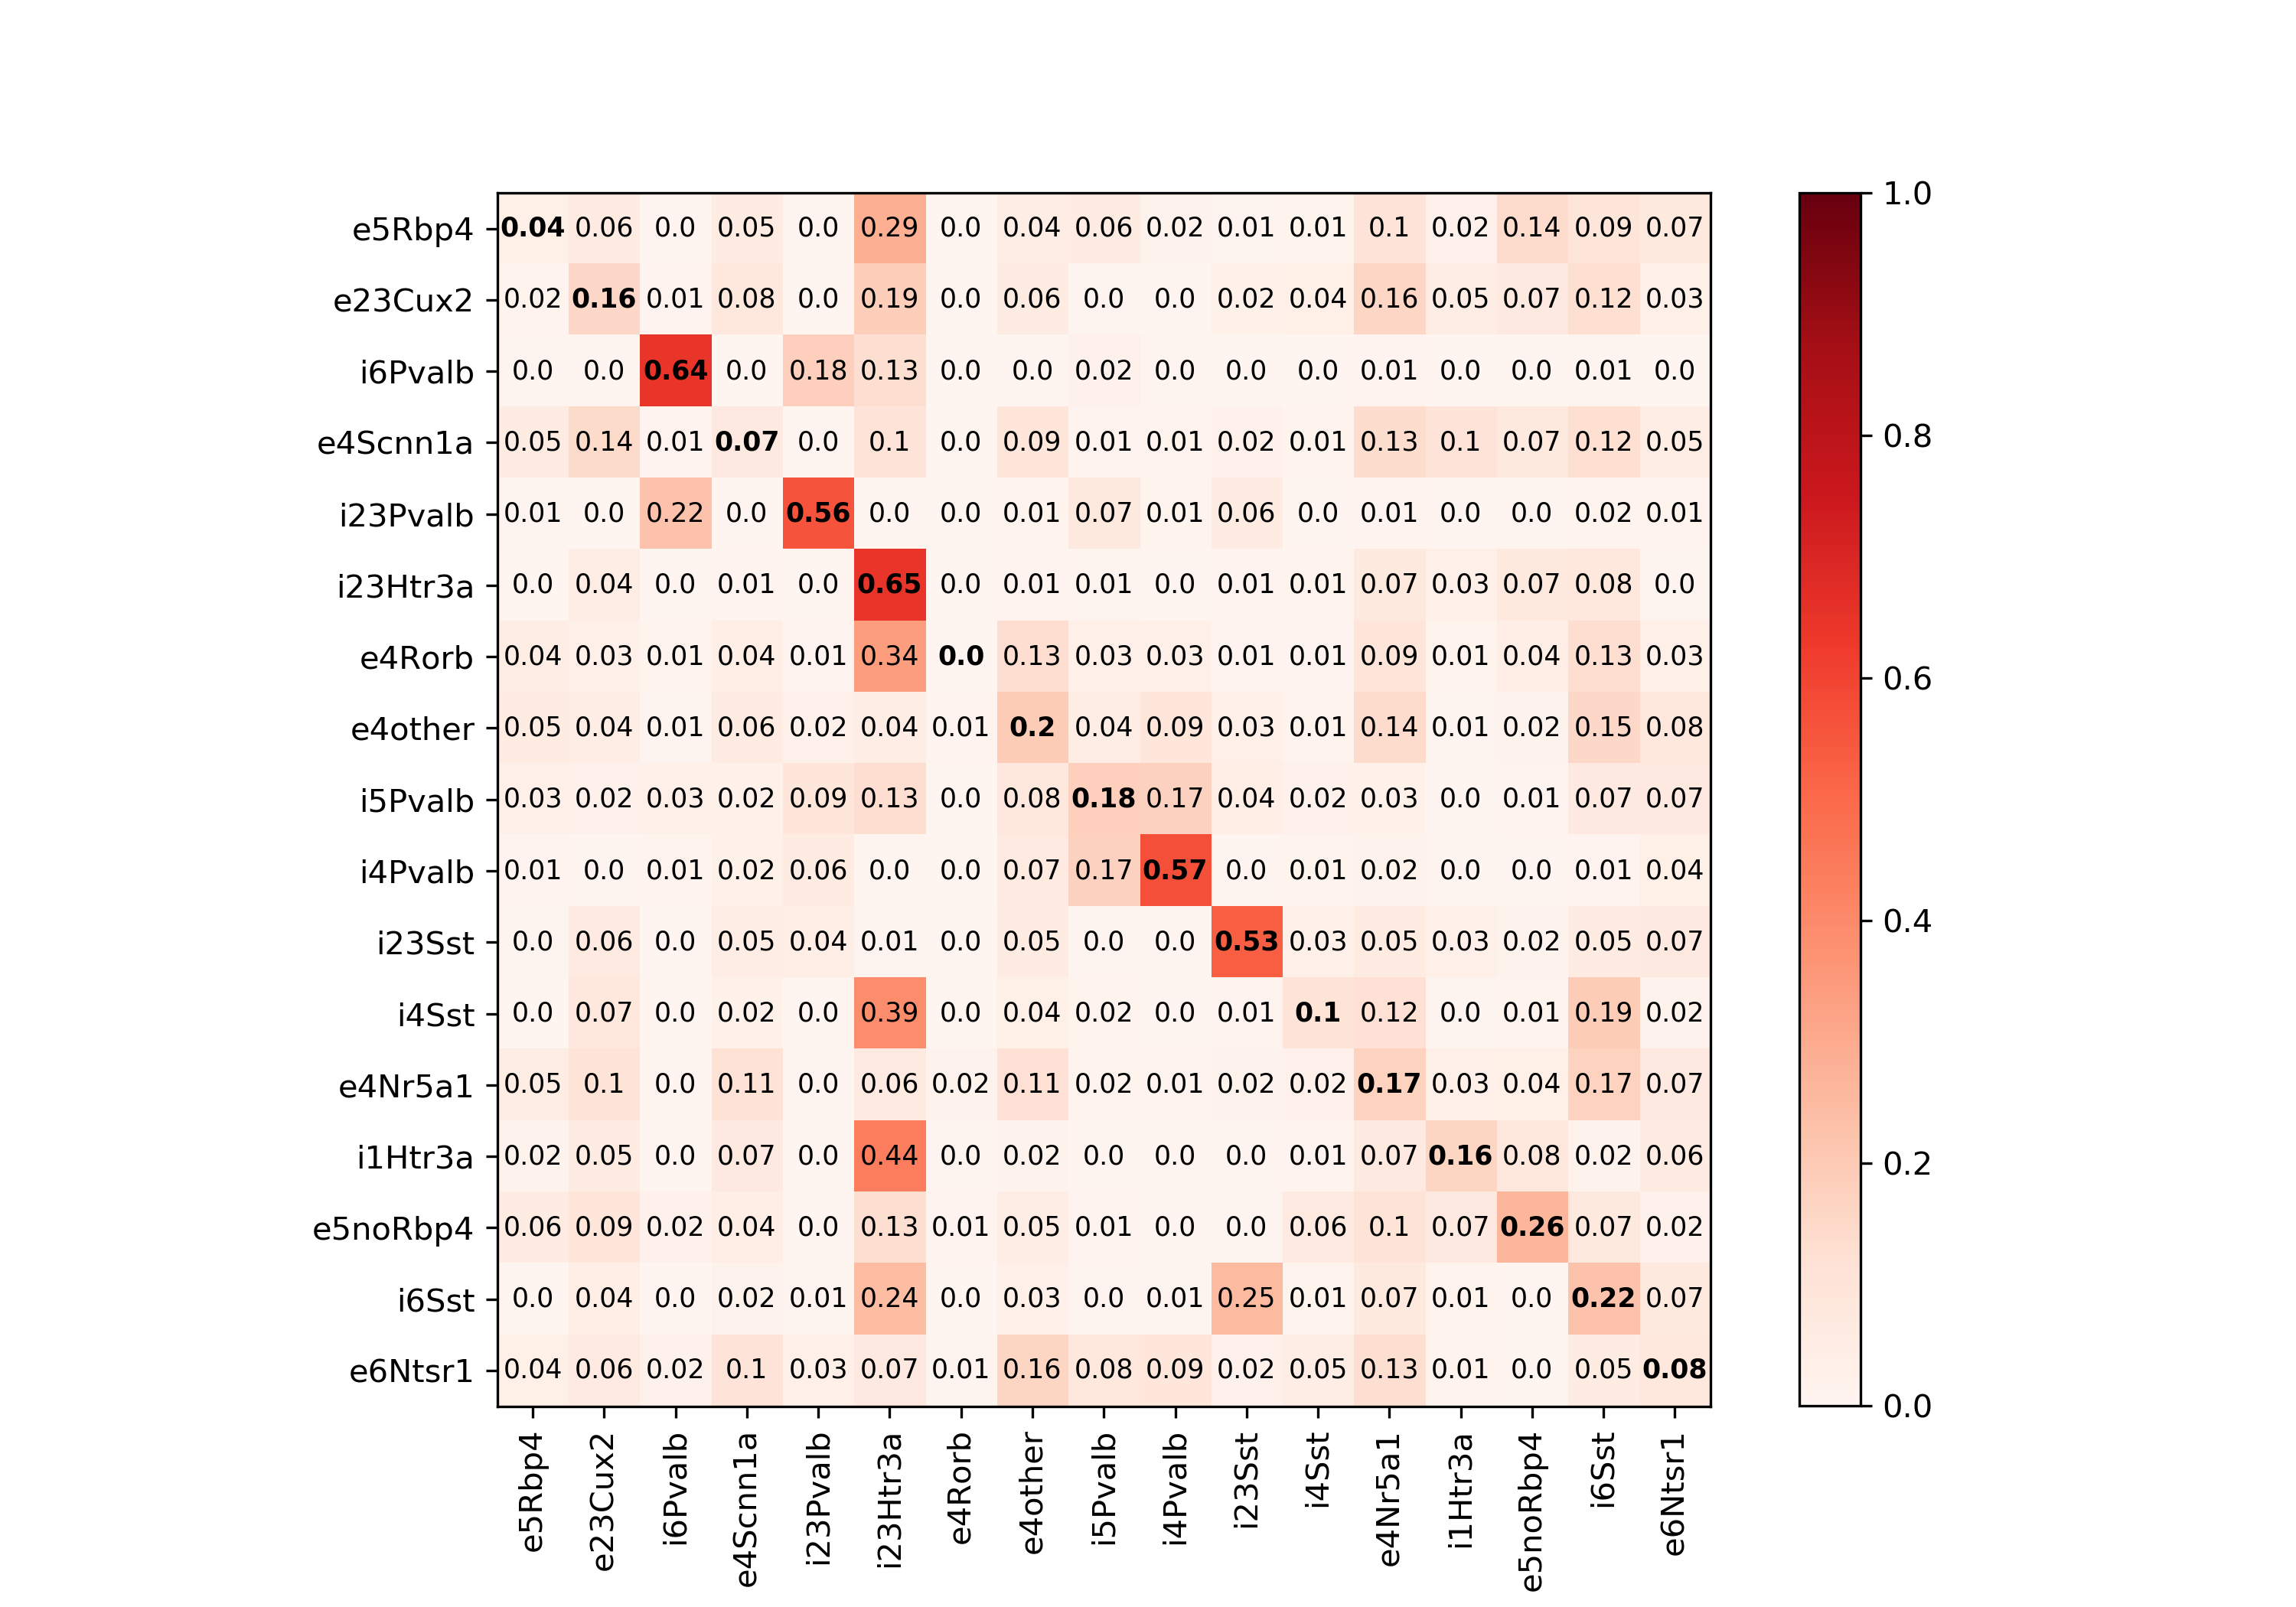 e5Rbp4 0.04 0.06 0.0 0.05 0.0 0.29 0.0 0.04 0.06 0.02 0.01 0.01 0.1 0.02 0.14 0.09 0.07
e23Cux2 0.02 0.16 0.01 0.08 0.0 0.19 0.0 0.06 0.0 0.0 0.02 0.04 0.16 0.05 0.07 0.12 0.03
i6Pvalb 0.0 0.0 0.64 0.0 0.18 0.13 0.0 0.0 0.02 0.0 0.0 0.0 0.01 0.0 0.0 0.01 0.0
e4Scnn1a 0.05 0.14 0.01 0.07 0.0 0.1 0.0 0.09 0.01 0.01 0.02 0.01 0.13 0.1 0.07 0.12 0.05
i23Pvalb 0.01 0.0 0.22 0.0 0.56 0.0 0.0 0.01 0.07 0.01 0.06 0.0 0.01 0.0 0.0 0.02 0.01
i23Htr3a 0.0 0.04 0.0 0.01 0.0 0.65 0.0 0.01 0.01 0.0 0.01 0.01 0.07 0.03 0.07 0.08 0.0
e4Rorb 0.04 0.03 0.01 0.04 0.01 0.34 0.0 0.13 0.03 0.03 0.01 0.01 0.09 0.01 0.04 0.13 0.03
e4other 0.05 0.04 0.01 0.06 0.02 0.04 0.01 0.2 0.04 0.09 0.03 0.01 0.14 0.01 0.02 0.15 0.08
i5Pvalb 0.03 0.02 0.03 0.02 0.09 0.13 0.0 0.08 0.18 0.17 0.04 0.02 0.03 0.0 0.01 0.07 0.07
i4Pvalb 0.01 0.0 0.01 0.02 0.06 0.0 0.0 0.07 0.17 0.57 0.0 0.01 0.02 0.0 0.0 0.01 0.04
i23Sst 0.0 0.06 0.0 0.05 0.04 0.01 0.0 0.05 0.0 0.0 0.53 0.03 0.05 0.03 0.02 0.05 0.07
i4Sst 0.0 0.07 0.0 0.02 0.0 0.39 0.0 0.04 0.02 0.0 0.01 0.1 0.12 0.0 0.01 0.19 0.02
e4Nr5a1 0.05 0.1 0.0 0.11 0.0 0.06 0.02 0.11 0.02 0.01 0.02 0.02 0.17 0.03 0.04 0.17 0.07
i1Htr3a 0.02 0.05 0.0 0.07 0.0 0.44 0.0 0.02 0.0 0.0 0.0 0.01 0.07 0.16 0.08 0.02 0.06
e5noRbp4 0.06 0.09 0.02 0.04 0.0 0.13 0.01 0.05 0.01 0.0 0.0 0.06 0.1 0.07 0.26 0.07 0.02
i6Sst 0.0 0.04 0.0 0.02 0.01 0.24 0.0 0.03 0.0 0.01 0.25 0.01 0.07 0.01 0.0 0.22 0.07
e6Ntsr1 0.04 0.06 0.02 0.1 0.03 0.07 0.01 0.16 0.08 0.09 0.02 0.05 0.13 0.01 0.0 0.05 0.08
e5Rbp4
e23Cux2
i6Pvalb
e4Scnn1a
i23Pvalb
i23Htr3a
e4Rorb
e4other
i5Pvalb
i4Pvalb
i23Sst
i4Sst
e4Nr5a1
i1Htr3a
e5noRbp4
i6Sst
e6Ntsr1
1.0
0.8
0.6
0.4
0.2
0.0